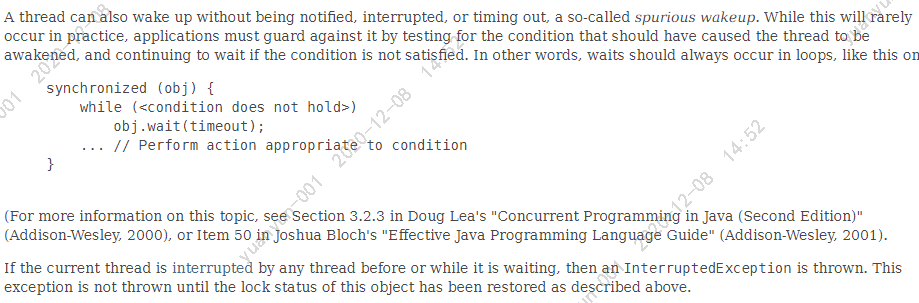 A thread can also wake up without being notified, interrupted, or timing out, a so-called spurious wakeup. While this will rarely
occur in practice, applications must guard against it by testing for the condition that should have caused the thread to be
awakened, and continuing to wait if the condition is not satisfied. In other words, waits should always occur in loops, like this on
synchronized (obj) {
while (<condition does not hold>)
obj.wait(timeout);
... // Perform action appropriate to condition
}
(For more information on this topic, see Section 3.2.3 in Doug Lea's "Concurrent Programming in Java (Second Edition)"
(Addison-Wesley, 2000), or Item 50 in Joshua Bloch's "Effective Java Programming Language Guide" (Addison-Wesley, 2001).
If the current thread is interrupted by any thread before or while it is waiting, then an InterruptedException is thrown. This
exception is not thrown until the lock status of this object has been restored as described above.
001 2020-12-08
-001 2020-12-08 14:52
2020-12-08 14:52